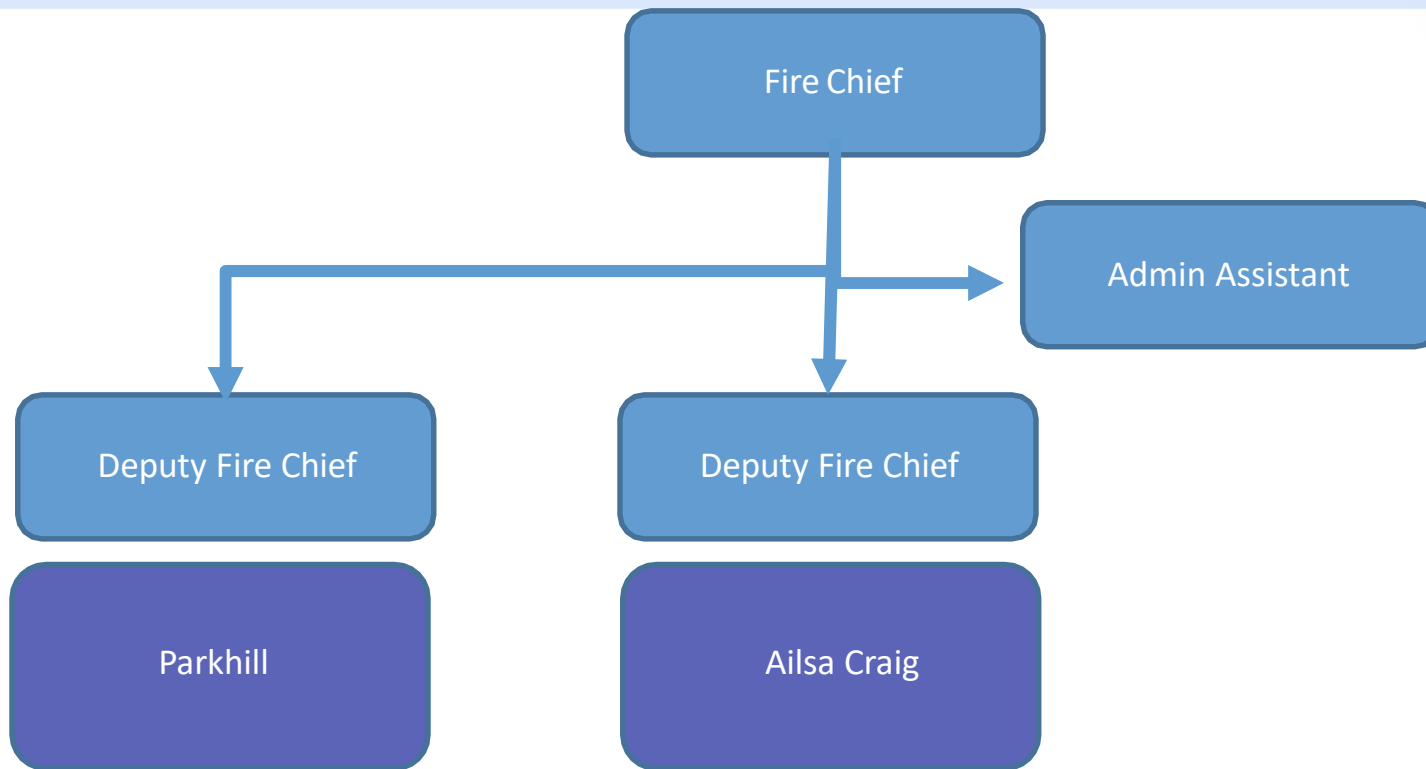 Fire Chief
Admin Assistant
Deputy Fire Chief
Deputy Fire Chief
Parkhill
Ailsa Craig